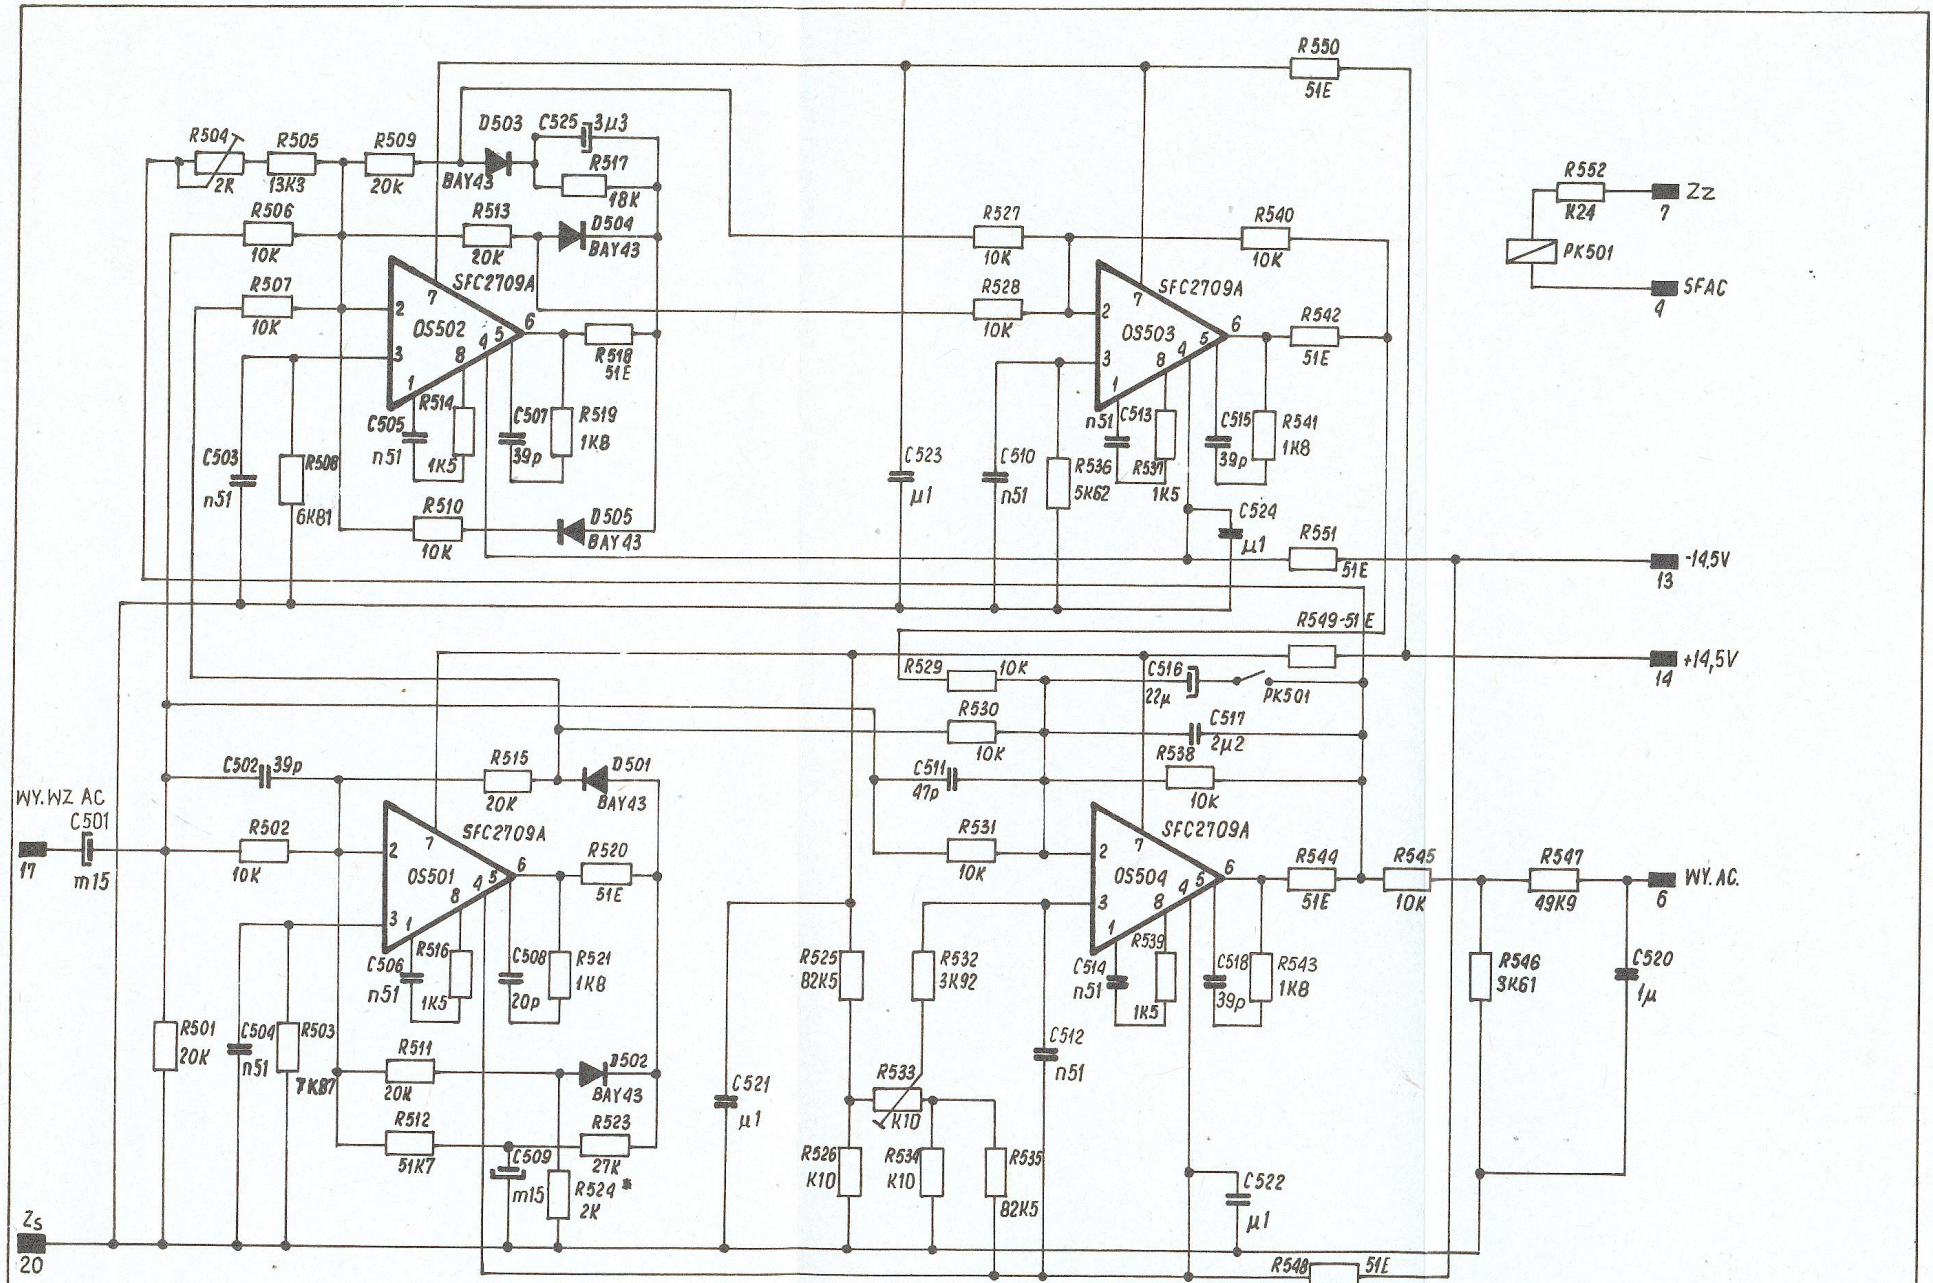 R550
51E
R504
2K
R505
13K3
R509
20K
D503
BAY43
C525
3µ3
R517
18K
R506
10K
R513
20K
D504
BAY43
R507
10K
SFC2709A
7
2
OS502
3
6
5
4
8
1
R518
51E
R514
1K5
C505
n51
C507
39p
R519
1K8
C503
n51
R508
6K81
R510
10K
D505
BAY43
R527
10K
R528
10K
R540
10K
SFC2709A
7
2
OS503
3
6
5
4
8
1
R542
51E
n51
C513
R537
1K5
C515
39p
R541
1K8
C523
µ1
C510
n51
R536
5K62
C524
µ1
R551
51E
R552
K24
Zz
7
PK501
SFAC
4
-14,5V
13
R549-51E
+14,5V
14
R529
10K
C516
22µ
PK501
R530
10K
C517
2µ2
R538
10K
C511
47p
R531
10K
C502
39p
R515
20K
D501
BAY43
WY.WZ AC
C501
17
m15
R502
10K
SFC2709A
7
2
OS501
3
6
5
4
8
1
R520
51E
C506
n51
R516
1K5
C508
20p
R521
1K8
R501
20K
C504
n51
R503
7K87
R511
20K
D502
BAY43
R512
51K7
R523
27K
C509
m15
R524 *
2K
SFC2709A
7
2
OS504
3
6
5
4
8
1
R544
51E
R545
10K
R547
49K9
WY.AC.
6
R525
82K5
R532
3K92
C514
n51
R539
1K5
C518
39p
R543
1K8
R546
3K61
C520
1µ
C512
n51
C521
µ1
R533
K10
R526
K10
R534
K10
R535
82K5
C522
µ1
Zs
20
R548
51E